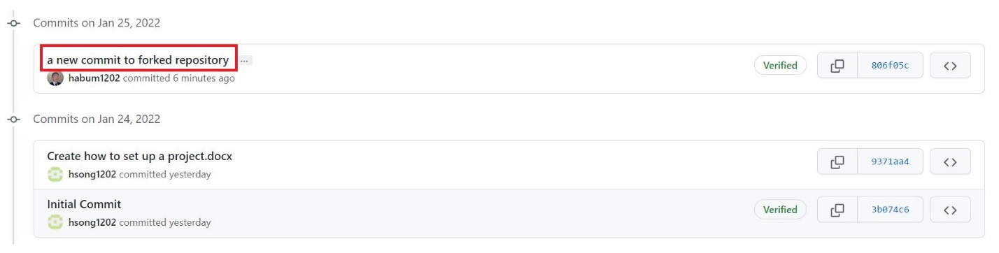 Commits on Jan 25, 2022
a new commit to forked repository ...
Verified
806f05c
habum1202 committed 6 minutes ago
Commits on Jan 24, 2022
Create how to set up a project.docx
9371aa4
hsong1202 committed yesterday
Initial Commit
Verified
3b074c6
hsong1202 committed yesterday